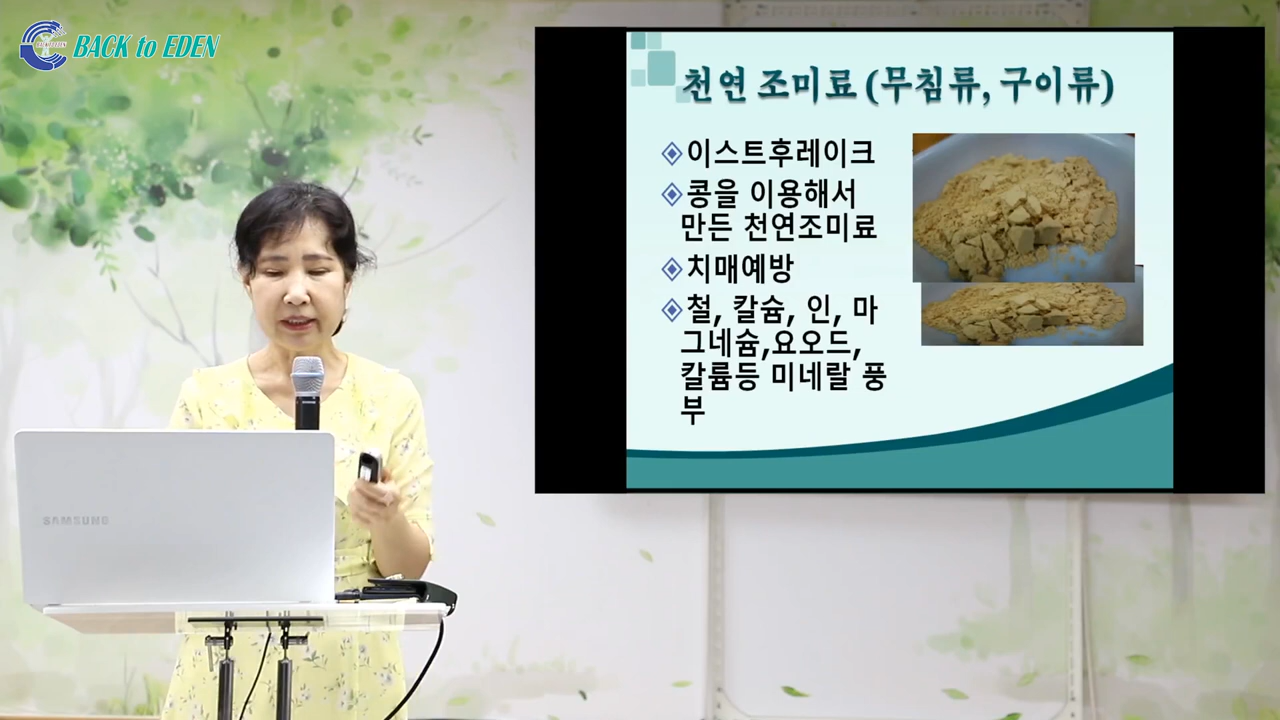 BACK to EDEN
천연 조미료 (무침류, 구이류)
이스트후레이크
콩을 이용해서
만든 천연조미료
치매예방
철, 칼슘, 인, 마
그네슘,요오드,
칼륨등 미네랄 풍
부
SAMSUNG